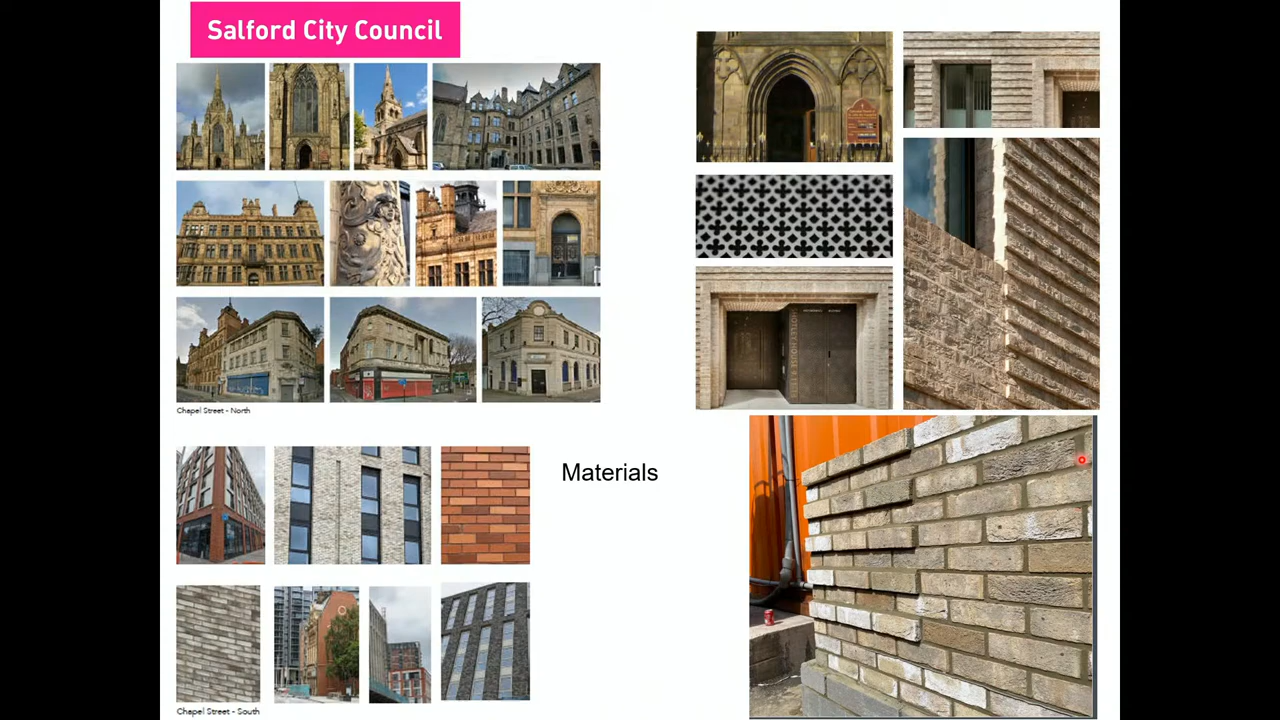 Salford City Council
Chapel Street - North
Materials
Chapel Street - South